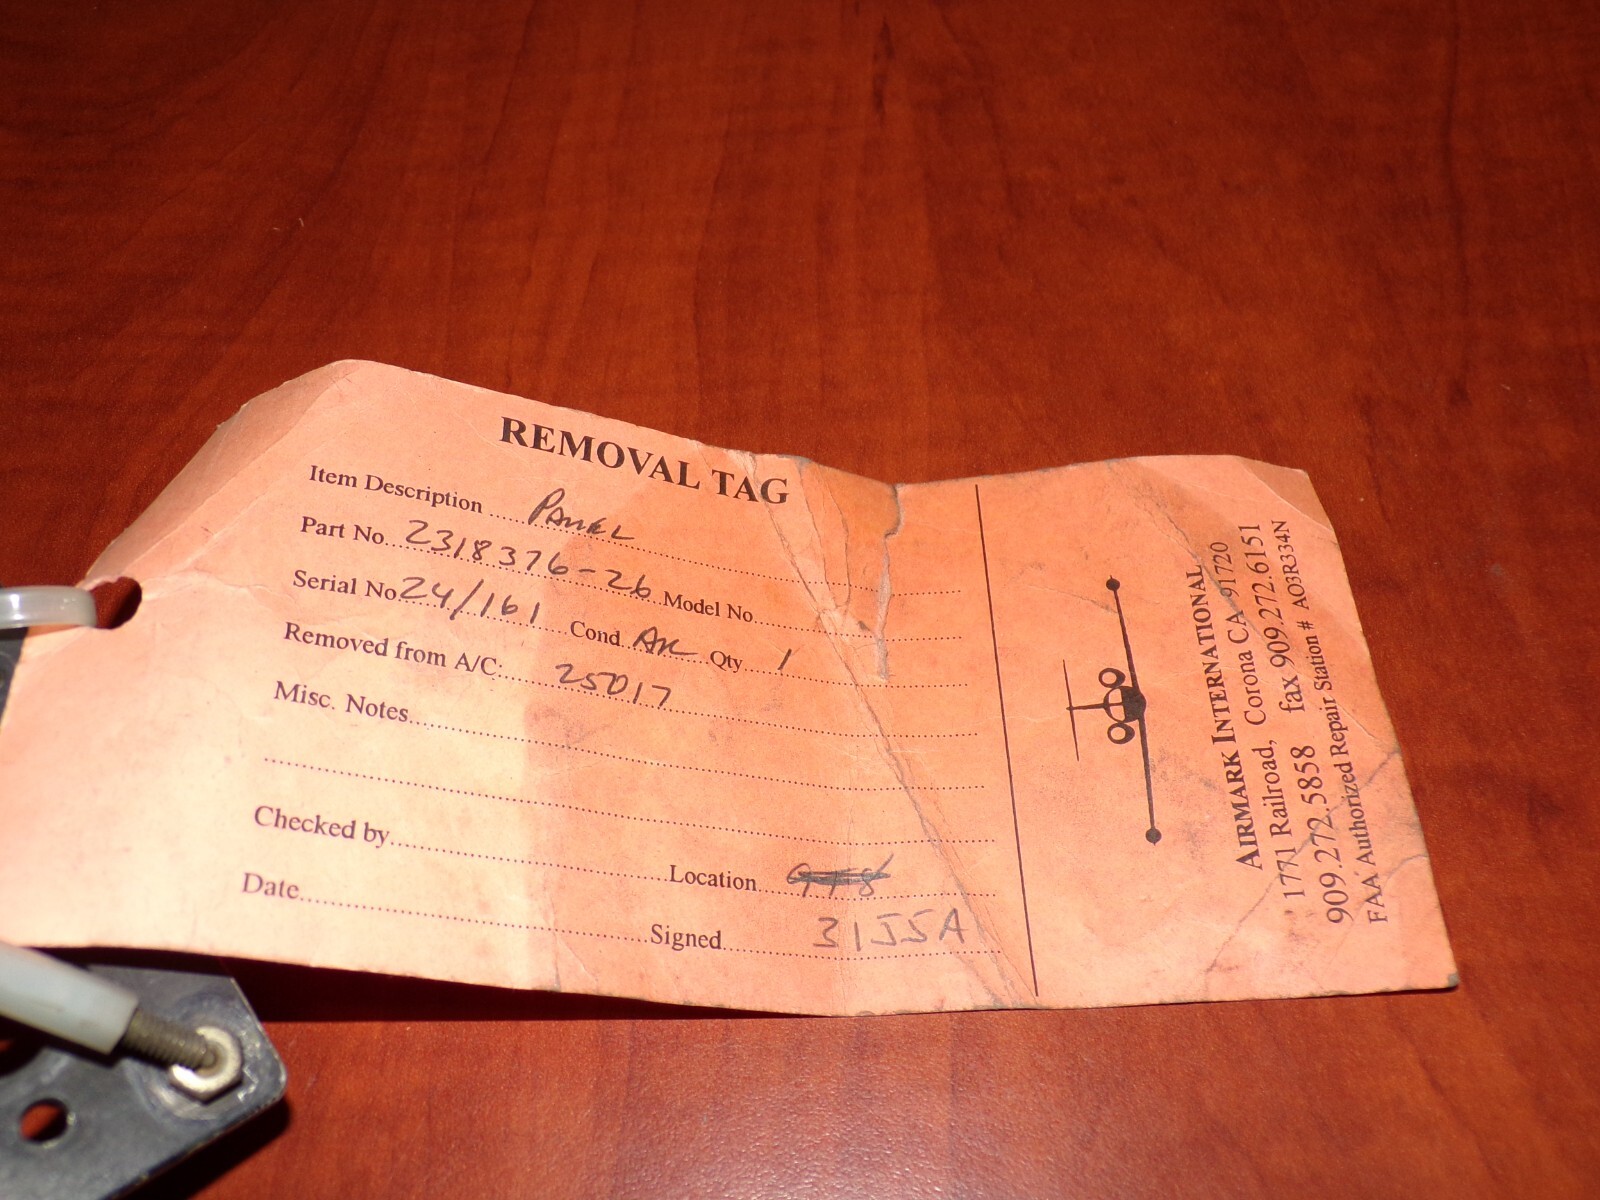 REMOVAL TAG
Item Description Panel
Part No. 2318376-26 Model No.
Serial No 24/161 Cond AR Qty 1
Removed from A/C: 25017
Misc. Notes
Checked by Location
Date Signed 31JJA
AIRMARK INTERNATIONAL
1771 Railroad, Corona CA 91720
909.272.5858 fax 909.272.6151
FAA Authorized Repair Station # A03R334N